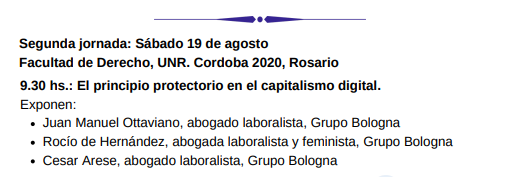 Segunda jornada: Sábado 19 de agosto
Facultad de Derecho, UNR. Cordoba 2020, Rosario
9.30 hs.: El principio protectorio en el capitalismo digital.
Exponen:
• Juan Manuel Ottaviano, abogado laboralista, Grupo Bologna
• Rocío de Hernández, abogada laboralista y feminista, Grupo Bologna
• Cesar Arese, abogado laboralista, Grupo Bologna